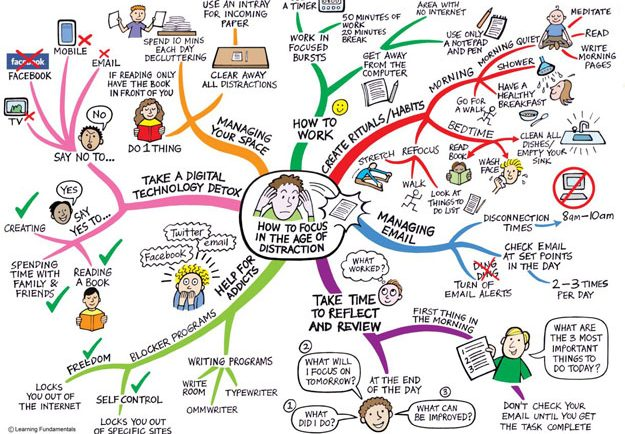 HOW TO FOCUS
IN THE AGE OF
DISTRACTION
USE AN INTRAY
FOR INCOMING
PAPER
SPEND 10 MINS
EACH DAY
DECLUTTERING
CLEAR AWAY
ALL DISTRACTIONS
IF READING ONLY
HAVE THE BOOK
IN FRONT OF YOU
DO 1 THING
MANAGING
YOUR SPACE
A TIMER
50 MINUTES OF
WORK
20 MINUTES
BREAK
WORK IN
FOCUSED
BURSTS
AREA WITH
NO INTERNET
USE ONLY
A NOTEPAD
AND PEN
GET AWAY
FROM THE
COMPUTER
HOW TO
WORK
CREATE RITUALS/HABITS
MORNING
MORNING QUIET
MEDITATE
READ
WRITE
MORNING
PAGES
SHOWER
HAVE A
HEALTHY
BREAKFAST
GO FOR
A WALK
BEDTIME
READ
BOOK
WASH
FACE
CLEAN ALL
DISHES/
EMPTY YOUR
SINK
REFOCUS
STRETCH
WALK
LOOK AT
THINGS TO
DO LIST
MANAGING
EMAIL
DISCONNECTION
TIMES
8am-10am
CHECK EMAIL
AT SET POINTS
IN THE DAY
2-3 TIMES
PER DAY
DING
DING
TURN OF
EMAIL ALERTS
TAKE TIME
TO REFLECT
AND REVIEW
WHAT
WORKED?
FIRST THING IN
THE MORNING
1
2
3
WHAT ARE
THE 3 MOST
IMPORTANT
THINGS TO
DO TODAY?
DON'T CHECK YOUR
EMAIL UNTIL YOU GET
THE TASK COMPLETE
AT THE END OF
THE DAY
1
WHAT
DID I DO?
2
WHAT WILL
I FOCUS ON
TOMORROW?
3
WHAT CAN
BE IMPROVED?
HELP FOR
ADDICTS
Twitter
email
Facebook
BLOCKER PROGRAMS
FREEDOM
LOCKS YOU OUT OF
THE INTERNET
SELF CONTROL
LOCKS YOU OUT
OF SPECIFIC SITES
WRITING PROGRAMS
WRITE
ROOM
OMMWRITER
TYPEWRITER
TAKE A DIGITAL
TECHNOLOGY DETOX
SAY NO TO...
NO
TV
facebook
FACEBOOK
MOBILE
EMAIL
SAY
YES TO...
YES
CREATING
SPENDING
TIME WITH
FAMILY &
FRIENDS
READING
A BOOK
© Learning Fundamentals